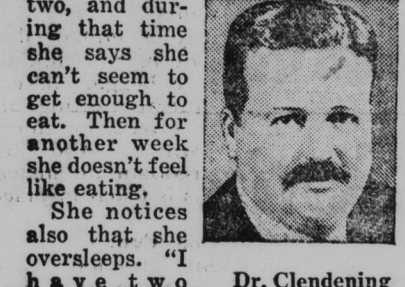 two, and dur-
ing that time
she says she
can't seem to
get enough to
eat. Then for
another week
she doesn't feel
like eating.
She notices
also that she
oversleeps. "I
have two
Dr. Clendening